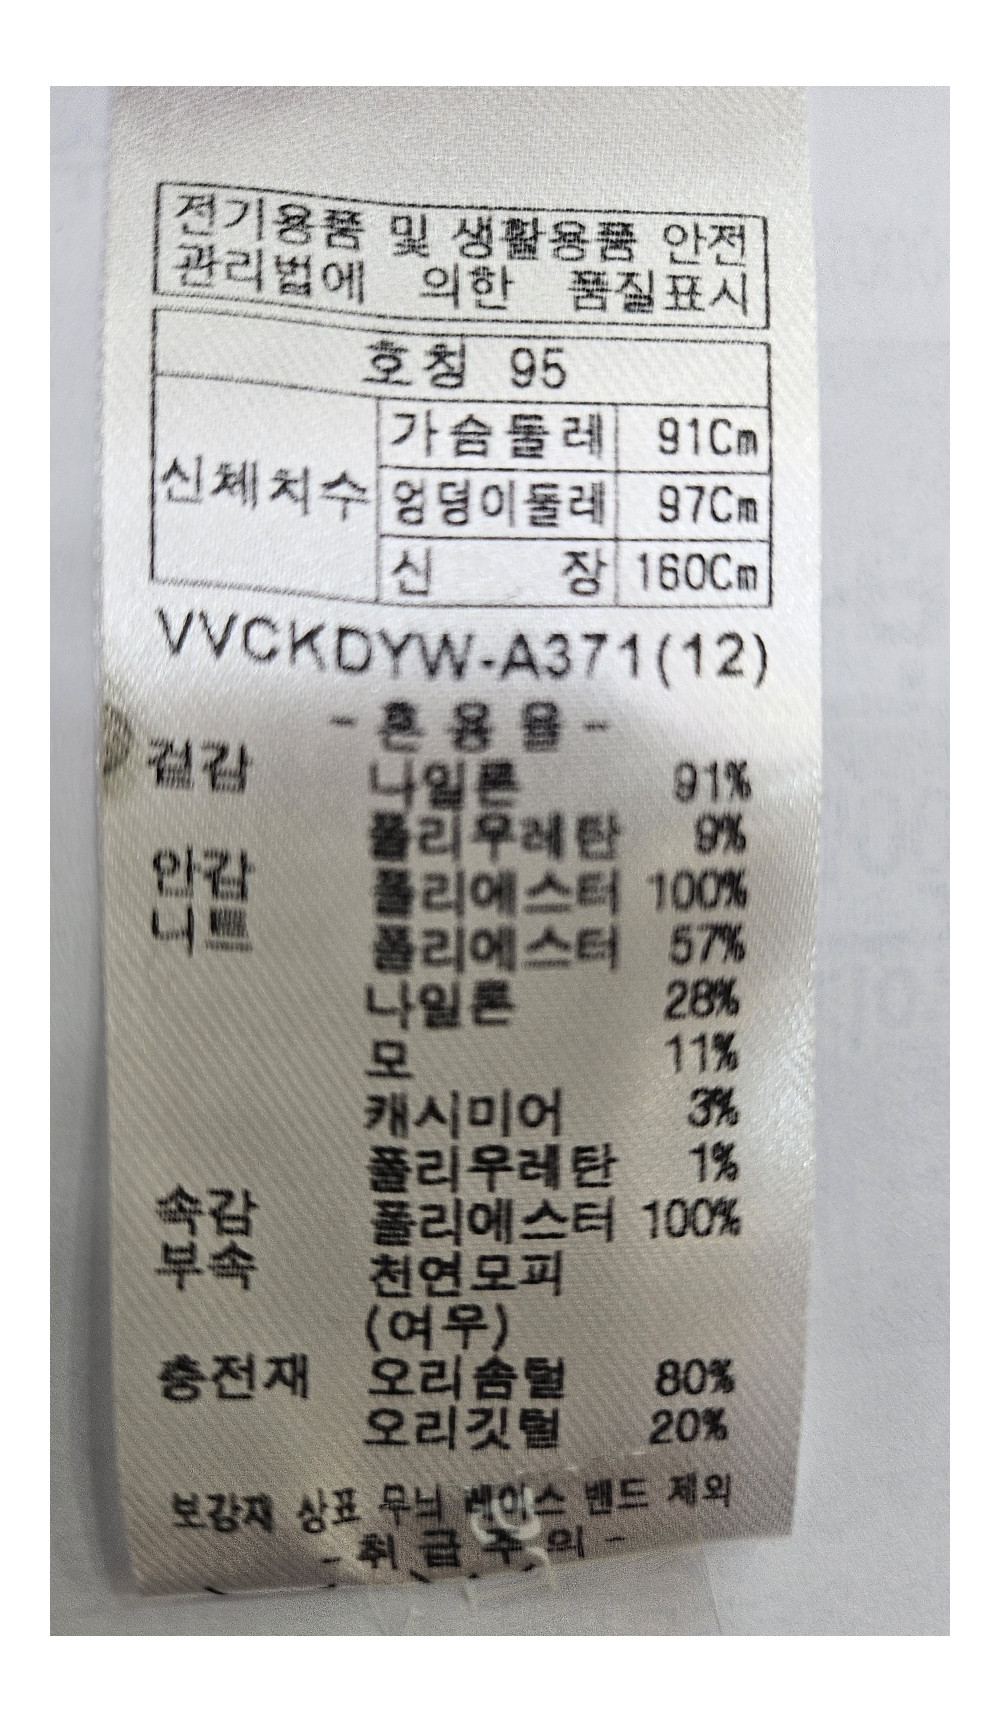 전기용품 및 생활용품 안전
관리법에 의한 품질표시
호칭 95
신체치수 가슴둘레 91Cm
엉덩이둘레 97Cm
신 장 160Cm
VVCKDYW-A371(12)
- 혼용율 -
겉감 나일론 91%
폴리우레탄 9%
안감 폴리에스터 100%
니트 폴리에스터 57%
나일론 28%
모 11%
캐시미어 3%
폴리우레탄 1%
속감 폴리에스터 100%
부속 천연모피
(여우)
충전재 오리솜털 80%
오리깃털 20%
보강재 상표 무늬 레이스 밴드 제외
- 취급주의 -